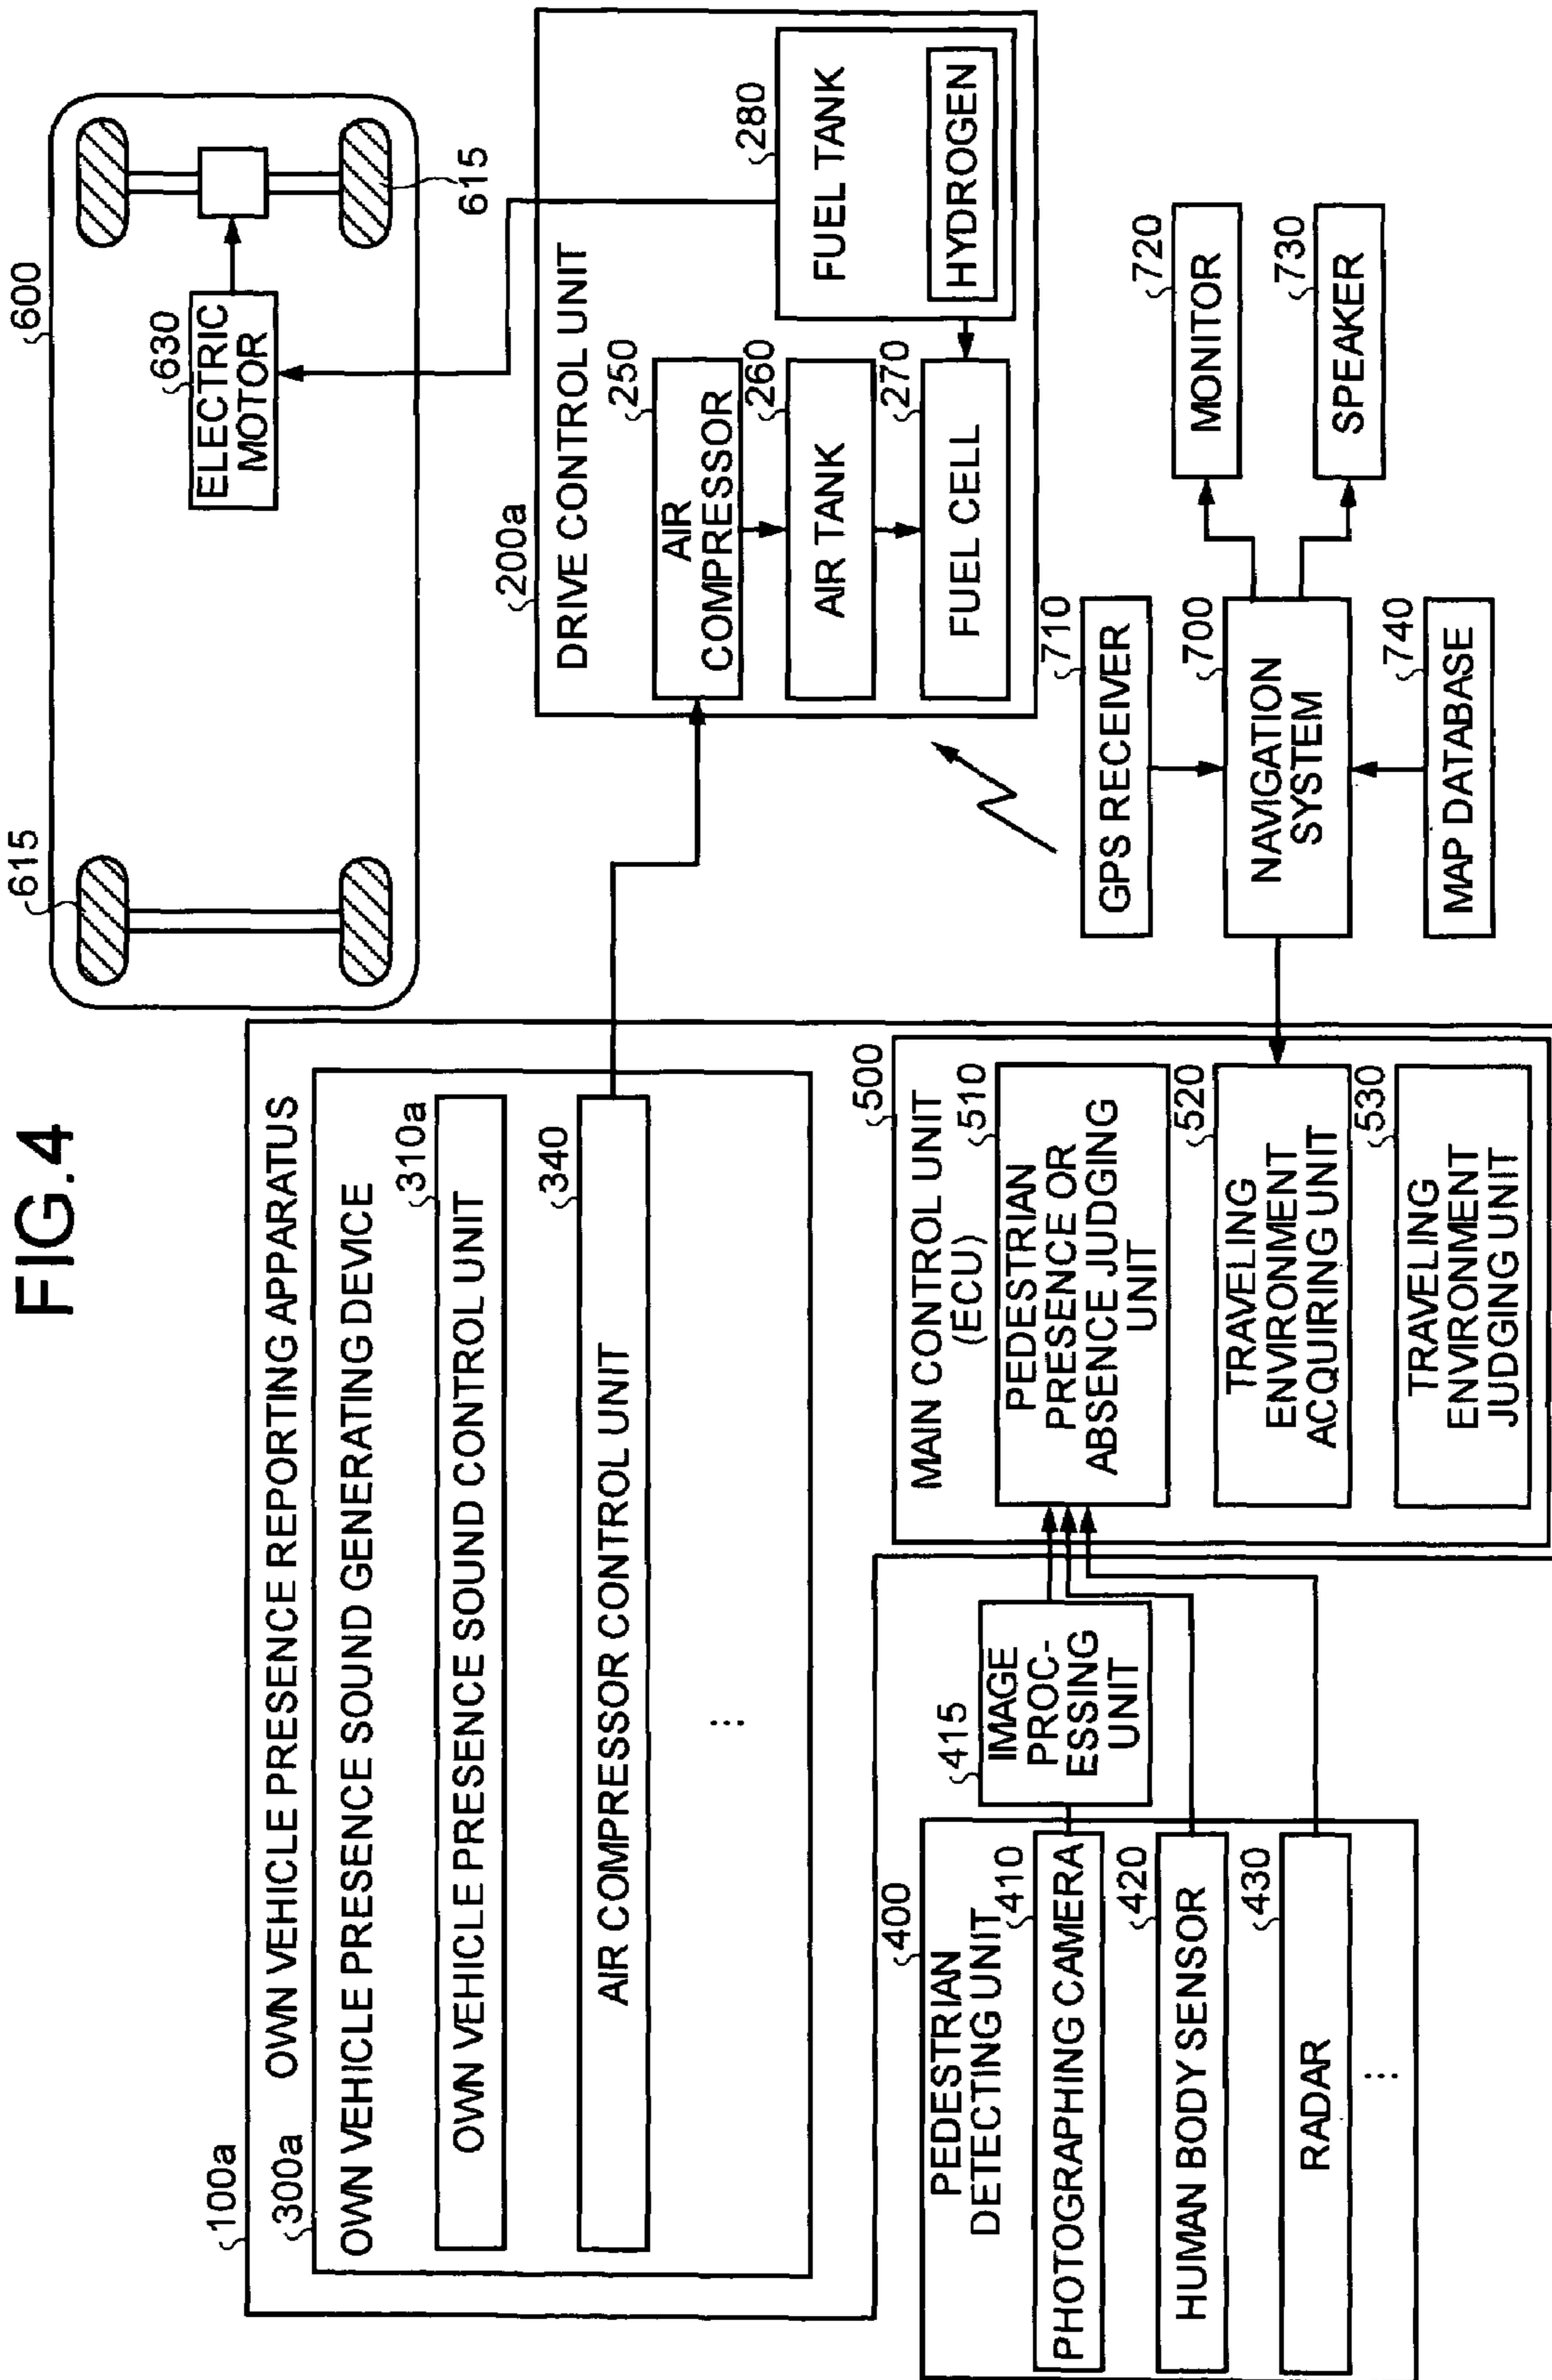 FIG.4
100a
OWN VEHICLE PRESENCE REPORTING APPARATUS
300a
OWN VEHICLE PRESENCE SOUND GENERATING DEVICE
310a
OWN VEHICLE PRESENCE SOUND CONTROL UNIT
340
AIR COMPRESSOR CONTROL UNIT
...
600
615
630
ELECTRIC
MOTOR
615
200a
DRIVE CONTROL UNIT
250
AIR
COMPRESSOR
260
AIR TANK
270
FUEL CELL
280
FUEL TANK
HYDROGEN
400
PEDESTRIAN
DETECTING UNIT
410
PHOTOGRAPHING CAMERA
420
HUMAN BODY SENSOR
430
RADAR
...
415
IMAGE
PROC-
ESSING
UNIT
500
MAIN CONTROL UNIT
(ECU)
510
PEDESTRIAN
PRESENCE OR
ABSENCE JUDGING
UNIT
520
TRAVELING
ENVIRONMENT
ACQUIRING UNIT
530
TRAVELING
ENVIRONMENT
JUDGING UNIT
710
GPS RECEIVER
700
NAVIGATION
SYSTEM
740
MAP DATABASE
720
MONITOR
730
SPEAKER